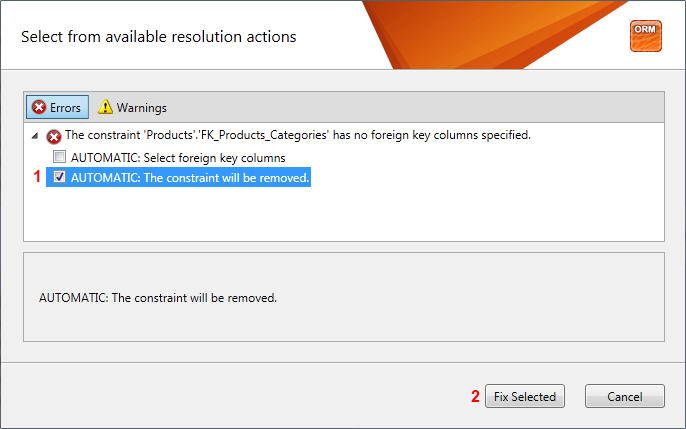 Select from available resolution actions
ORM
Errors Warnings
The constraint 'Products'.'FK_Products_Categories' has no foreign key columns specified.
AUTOMATIC: Select foreign key columns
1 AUTOMATIC: The constraint will be removed.
AUTOMATIC: The constraint will be removed.
2 Fix Selected Cancel